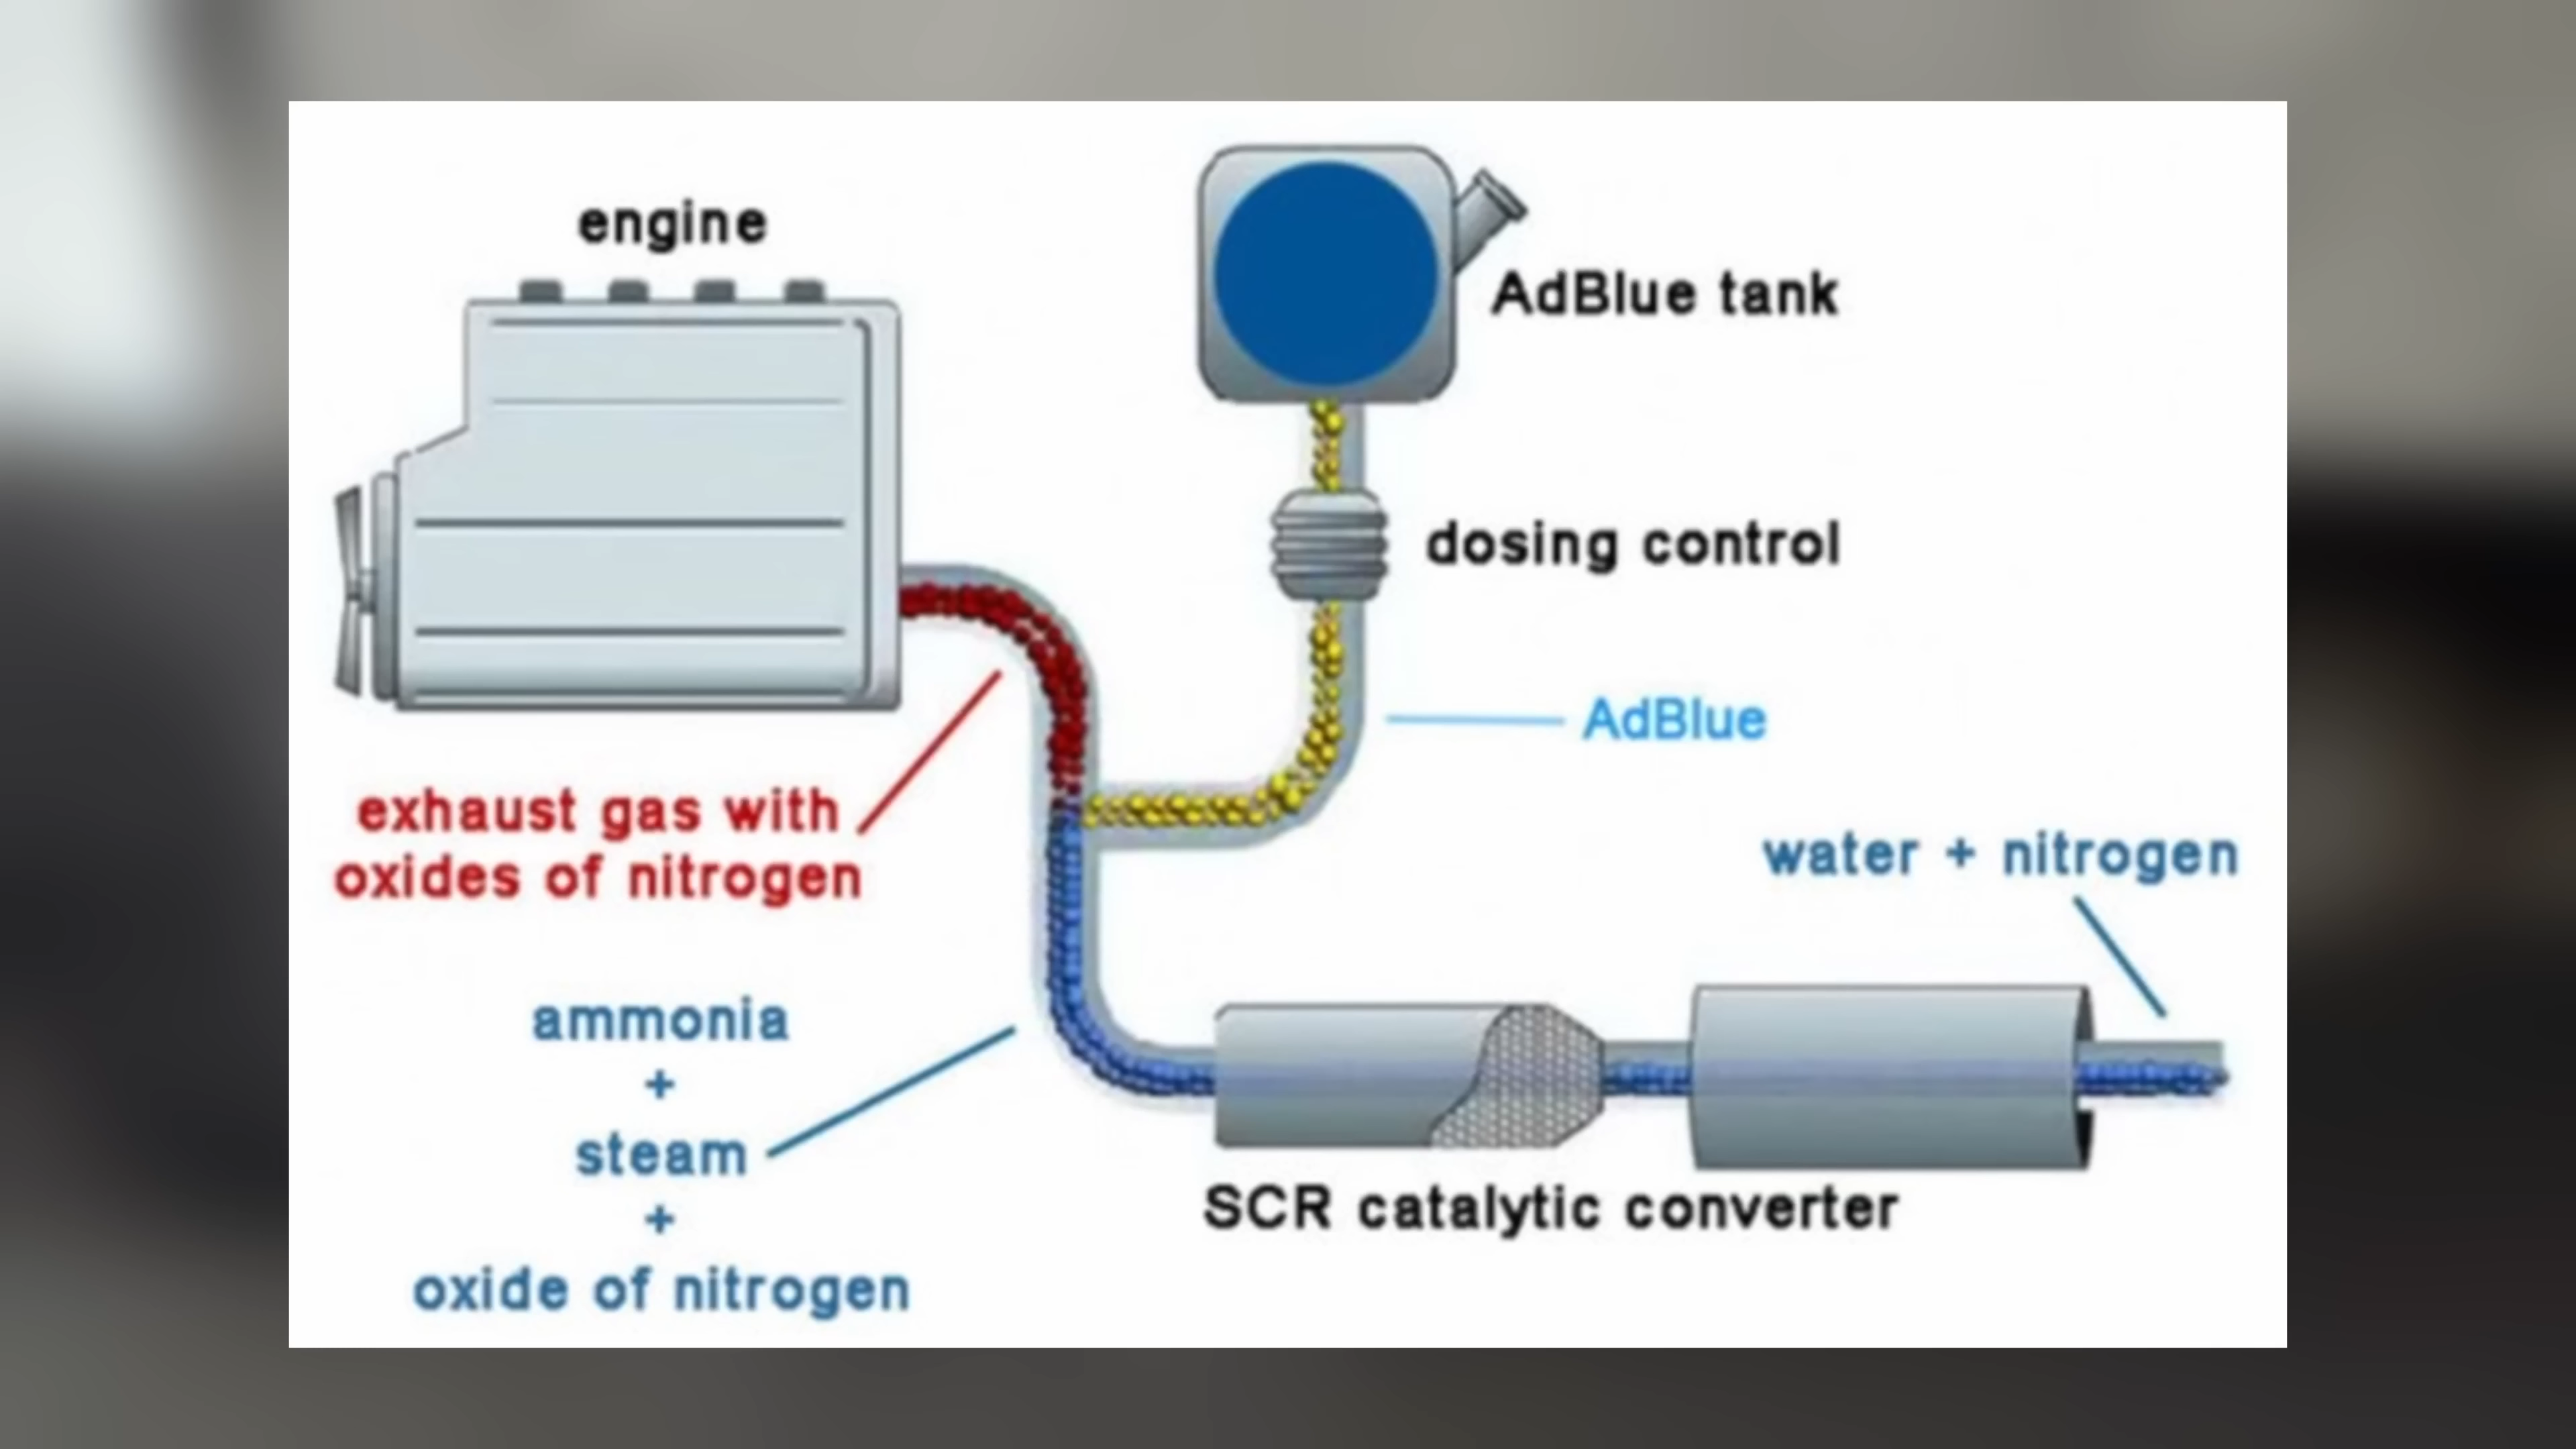 engine
AdBlue tank
dosing control
AdBlue
exhaust gas with
oxides of nitrogen
water + nitrogen
ammonia
+
steam
+
oxide of nitrogen
SCR catalytic converter